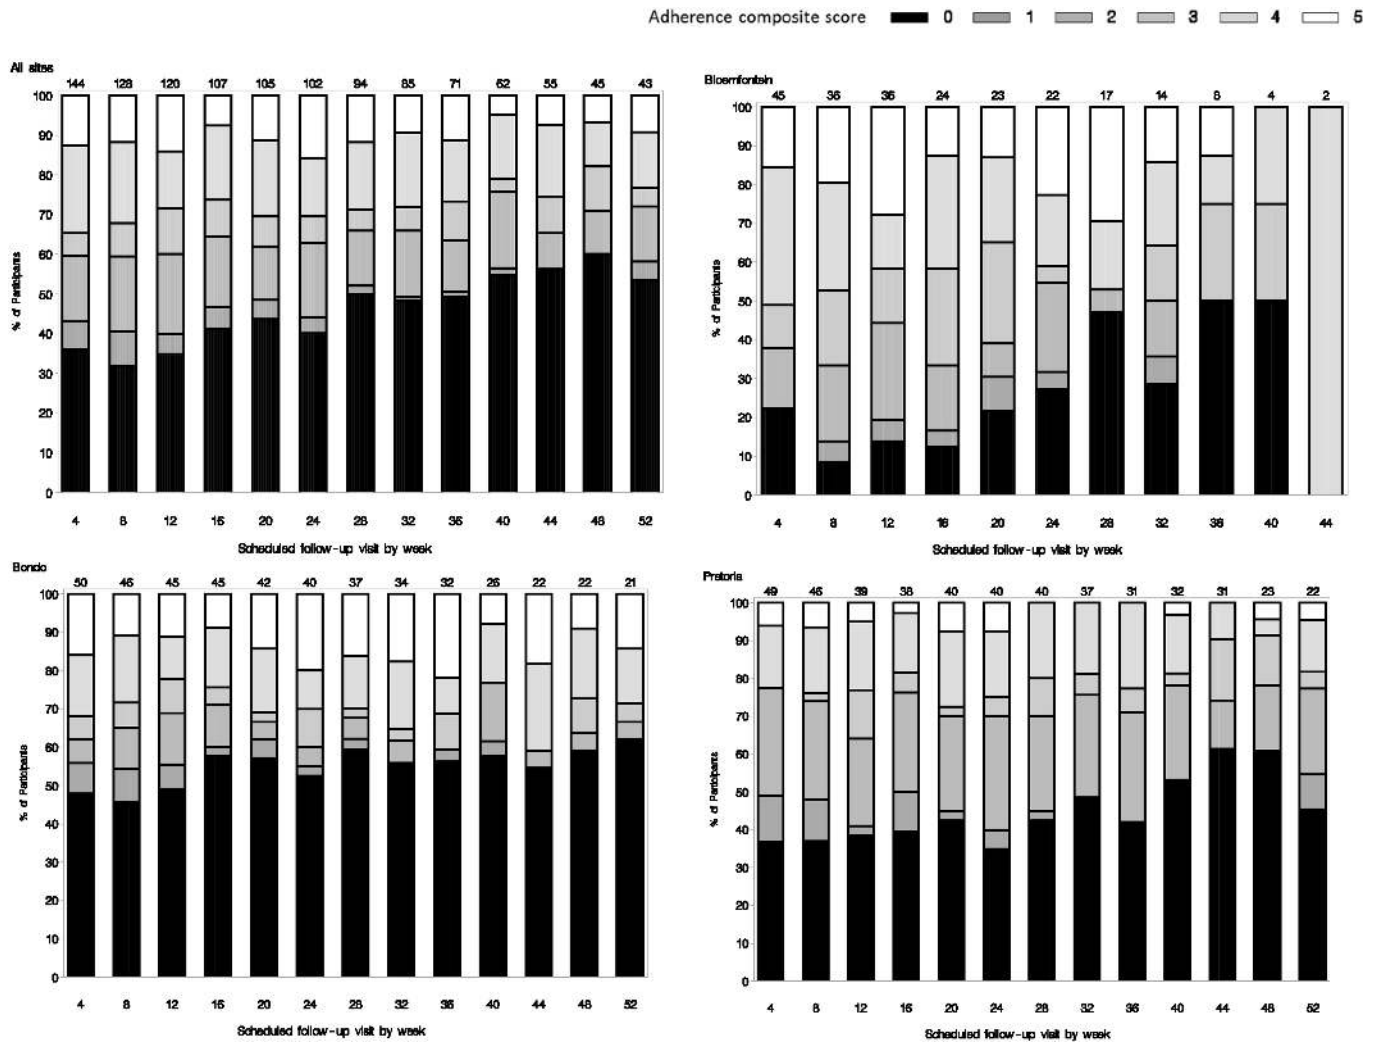 Adherence composite score 0 1 2 3 4 5
All sites
144 128 120 107 105 102 94 85 71 62 55 45 43
100
90
80
70
60
50
40
30
20
10
0
% of Participants
4 8 12 16 20 24 28 32 36 40 44 48 52
Scheduled follow-up visit by week
Bloemfontein
45 36 36 24 23 22 17 14 8 4 2
100
90
80
70
60
50
40
30
20
10
0
% of Participants
4 8 12 16 20 24 28 32 36 40 44
Scheduled follow-up visit by week
Bondo
50 46 45 45 42 40 37 34 32 26 22 22 21
100
90
80
70
60
50
40
30
20
10
0
% of Participants
4 8 12 16 20 24 28 32 36 40 44 48 52
Scheduled follow-up visit by week
Pretoria
49 46 39 38 40 40 40 37 31 32 31 23 22
100
90
80
70
60
50
40
30
20
10
0
% of Participants
4 8 12 16 20 24 28 32 36 40 44 48 52
Scheduled follow-up visit by week